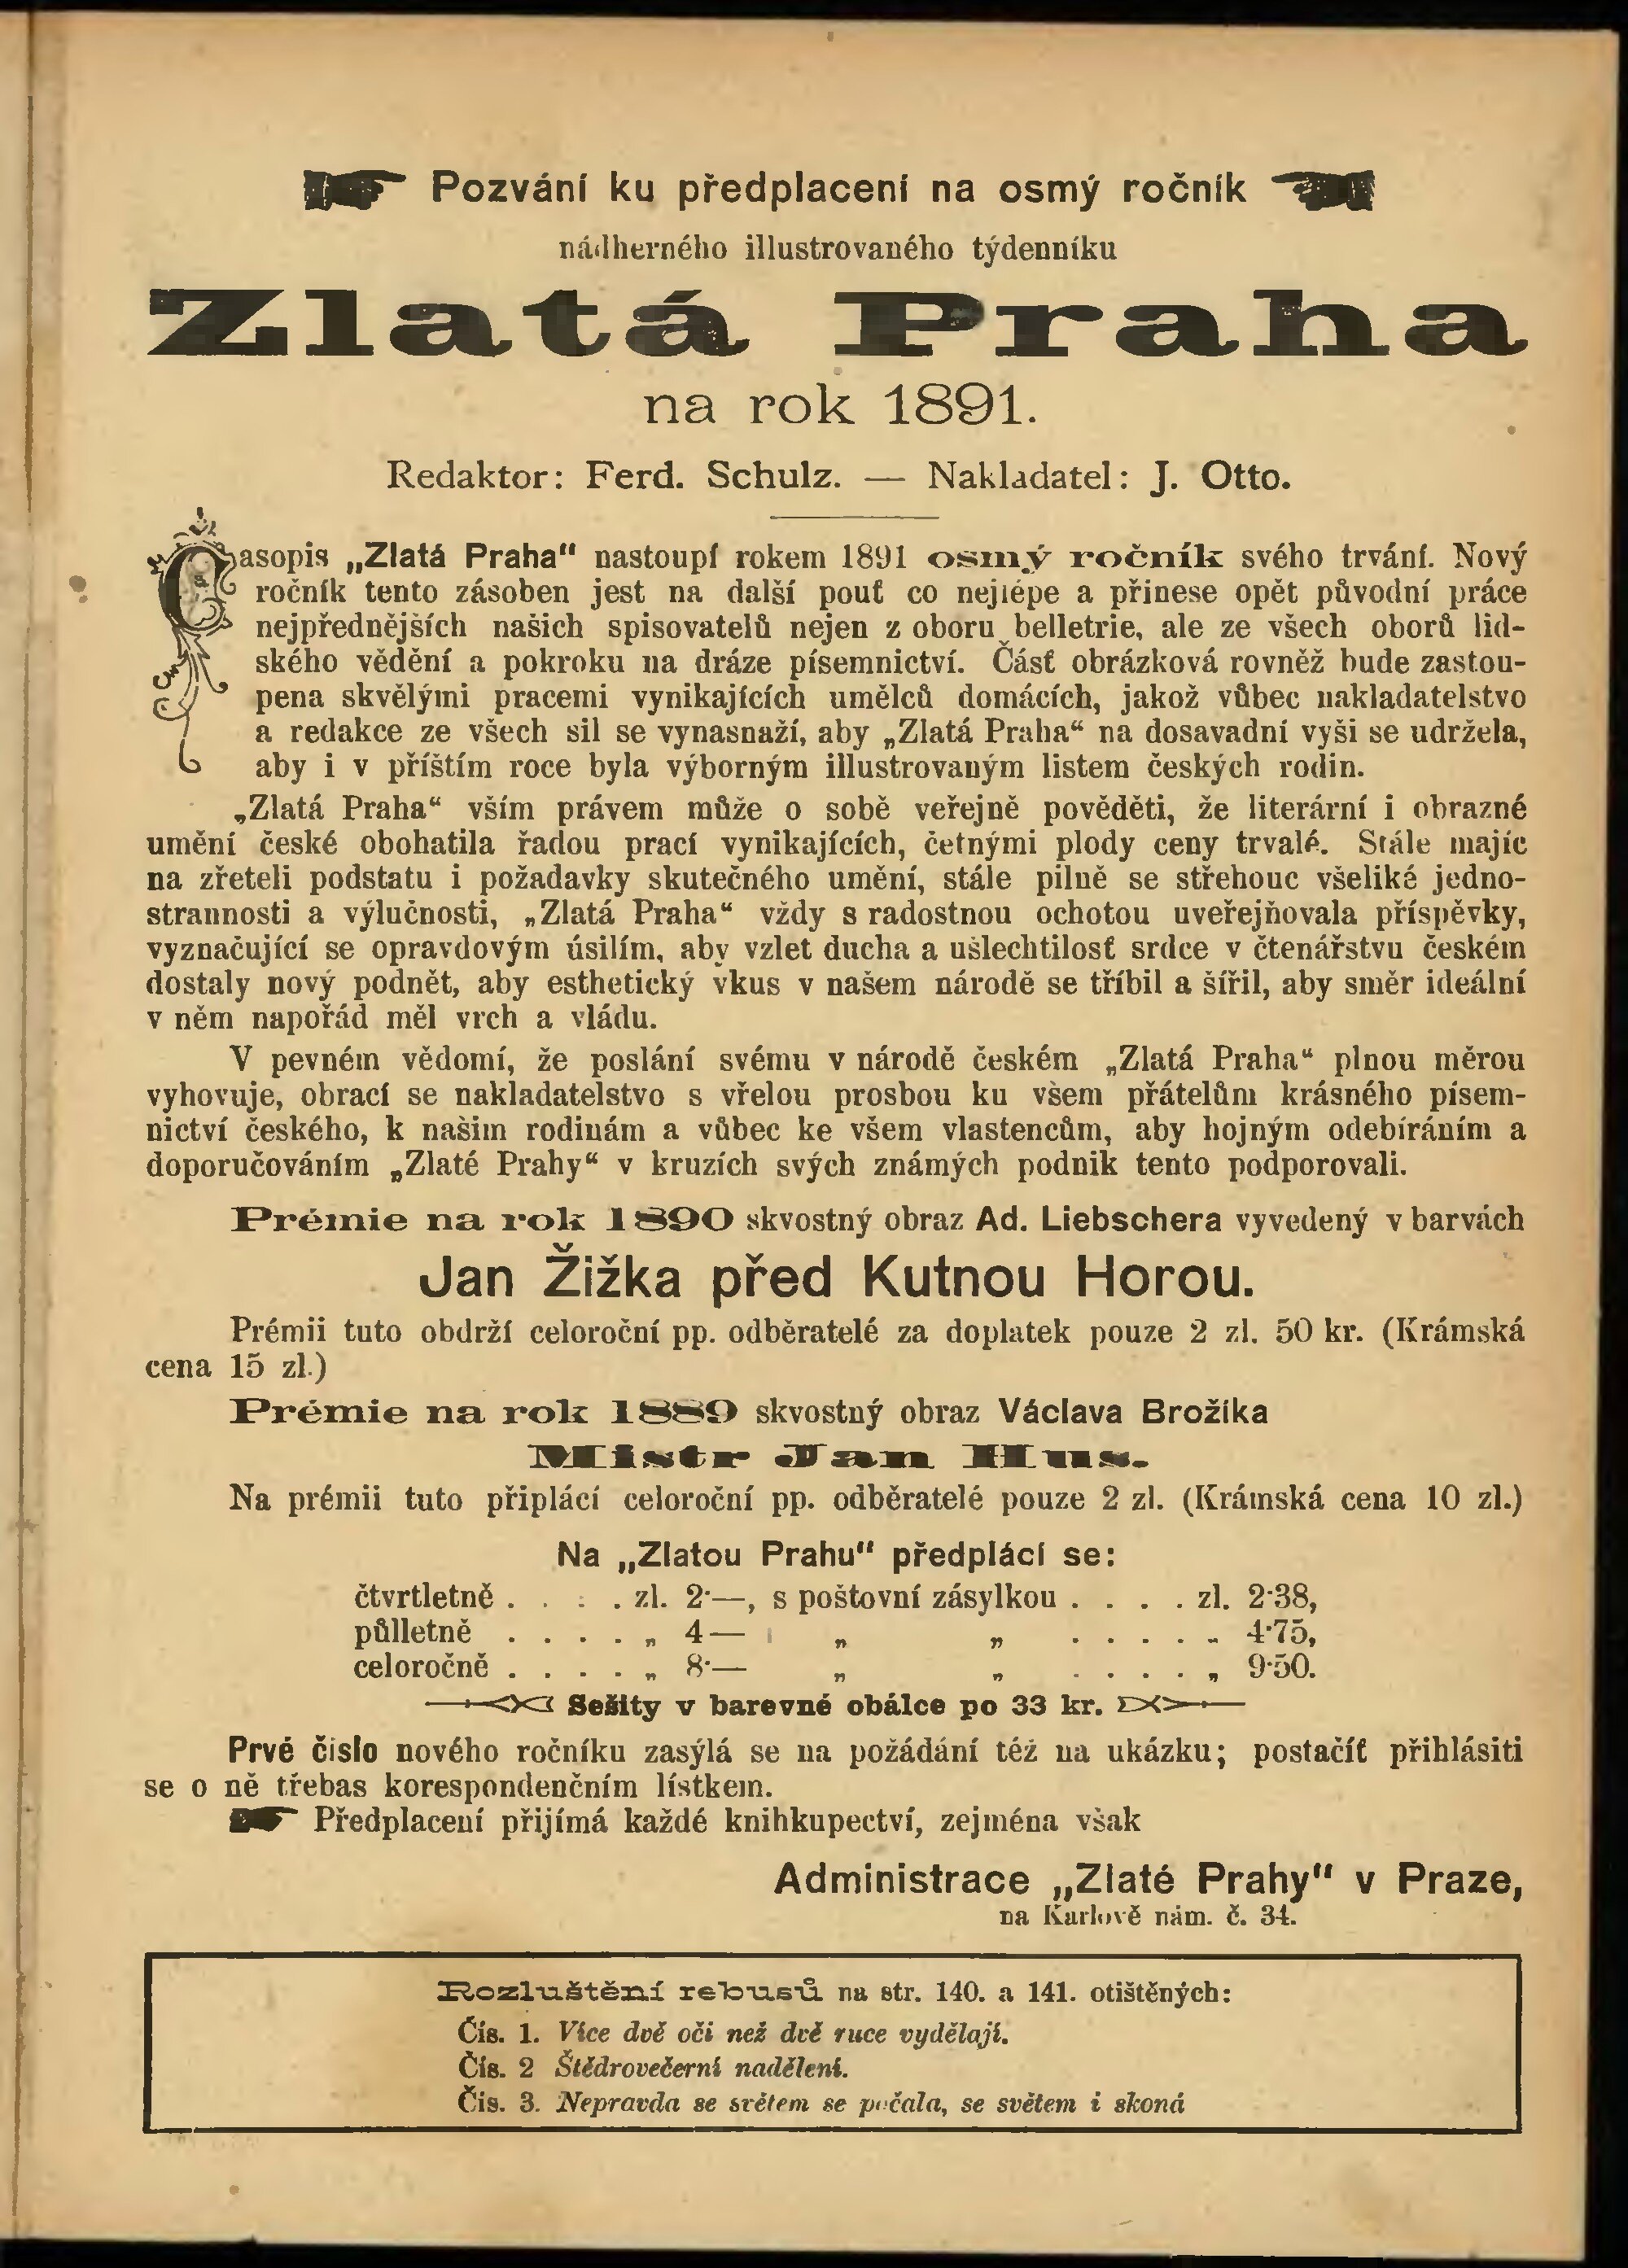 Pozvání ku předplacení na osmý ročník
nádherného illustrovaného týdenníku
Zlatá Praha
na rok 1891.
Redaktor: Ferd. Schulz. — Nakladatel: J. Otto.
Časopis „Zlatá Praha“ nastoupí rokem 1891 osmý ročník svého trvání. Nový
ročník tento zásoben jest na další pouť co nejlépe a přinese opět původní práce
nejpřednějších našich spisovatelů nejen z oboru belletrie, ale ze všech oborů lid-
ského vědění a pokroku na dráze písemnictví. Část obrázková rovněž bude zastou-
pena skvělými pracemi vynikajících umělců domácích, jakož vůbec nakladatelstvo
a redakce ze všech sil se vynasnaží, aby „Zlatá Praha“ na dosavadní výši se udržela,
aby i v příštím roce byla výborným illustrovaným listem českých rodin.
„Zlatá Praha“ vším právem může o sobě veřejně pověděti, že literární i obrazné
umění české obohatila řadou prací vynikajících, četnými plody ceny trvalé. Stále majíc
na zřeteli podstatu i požadavky skutečného umění, stále pilně se střehouc všeliké jedno-
strannosti a výlučnosti, „Zlatá Praha“ vždy s radostnou ochotou uveřejňovala příspěvky,
vyznačující se opravdovým úsilím, aby vzlet ducha a ušlechtilosť srdce v čtenářstvu českém
dostaly nový podnět, aby esthetický vkus v našem národě se tříbil a šířil, aby směr ideální
v něm napořád měl vrch a vládu.
V pevném vědomí, že poslání svému v národě českém „Zlatá Praha“ plnou měrou
vyhovuje, obrací se nakladatelstvo s vřelou prosbou ku všem přátelům krásného písem-
nictví českého, k našim rodinám a vůbec ke všem vlastencům, aby hojným odebíráním a
doporučováním „Zlaté Prahy“ v kruzích svých známých podnik tento podporovali.
Prémie na rok 1890 skvostný obraz Ad. Liebschera vyvedený v barvách
Jan Žižka před Kutnou Horou.
Prémii tuto obdrží celoroční pp. odběratelé za doplatek pouze 2 zl. 50 kr. (Krámská
cena 15 zl.)
Prémie na rok 1889 skvostný obraz Václava Brožíka
Mistr Jan Hus.
Na prémii tuto připlácí celoroční pp. odběratelé pouze 2 zl. (Krámská cena 10 zl.)
Na „Zlatou Prahu“ předplácí se:
čtvrtletně . . . . zl. 2·—, s poštovní zásylkou . . . . zl. 2·38,
půlletně . . . . „ 4— „ „ . . . . . „ 4·75,
celoročně . . . . „ 8·— „ „ . . . . „ 9·50.
Sešity v barevné obálce po 33 kr.
Prvé číslo nového ročníku zasýlá se na požádání též na ukázku; postačíť přihlásiti
se o ně třebas korespondenčním lístkem.
Předplacení přijímá každé knihkupectví, zejména však
Administrace „Zlaté Prahy“ v Praze,
na Karlově nám. č. 34.
Rozluštění rebusů na str. 140. a 141. otištěných:
Čís. 1. Více dvě oči než dvě ruce vydělají.
Čís. 2 Štědrovečerní nadělení.
Čís. 3. Nepravda se světem se počala, se světem i skoná